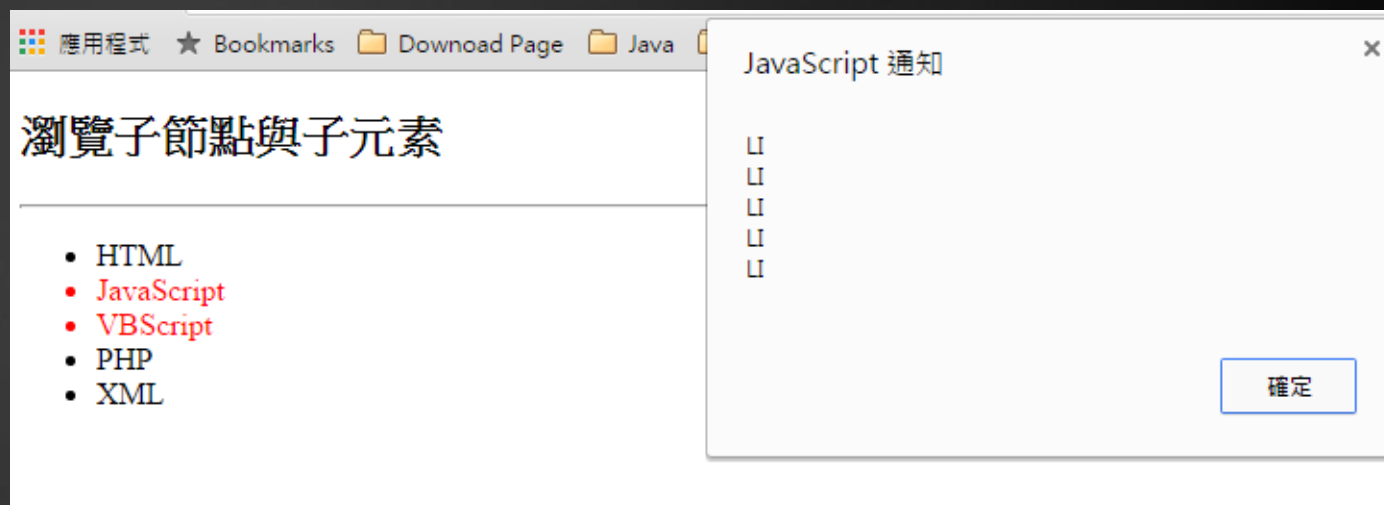 應用程式 Bookmarks Downoad Page Java
瀏覽子節點與子元素
HTML
JavaScript
VBScript
PHP
XML
JavaScript 通知
LI
LI
LI
LI
LI
確定